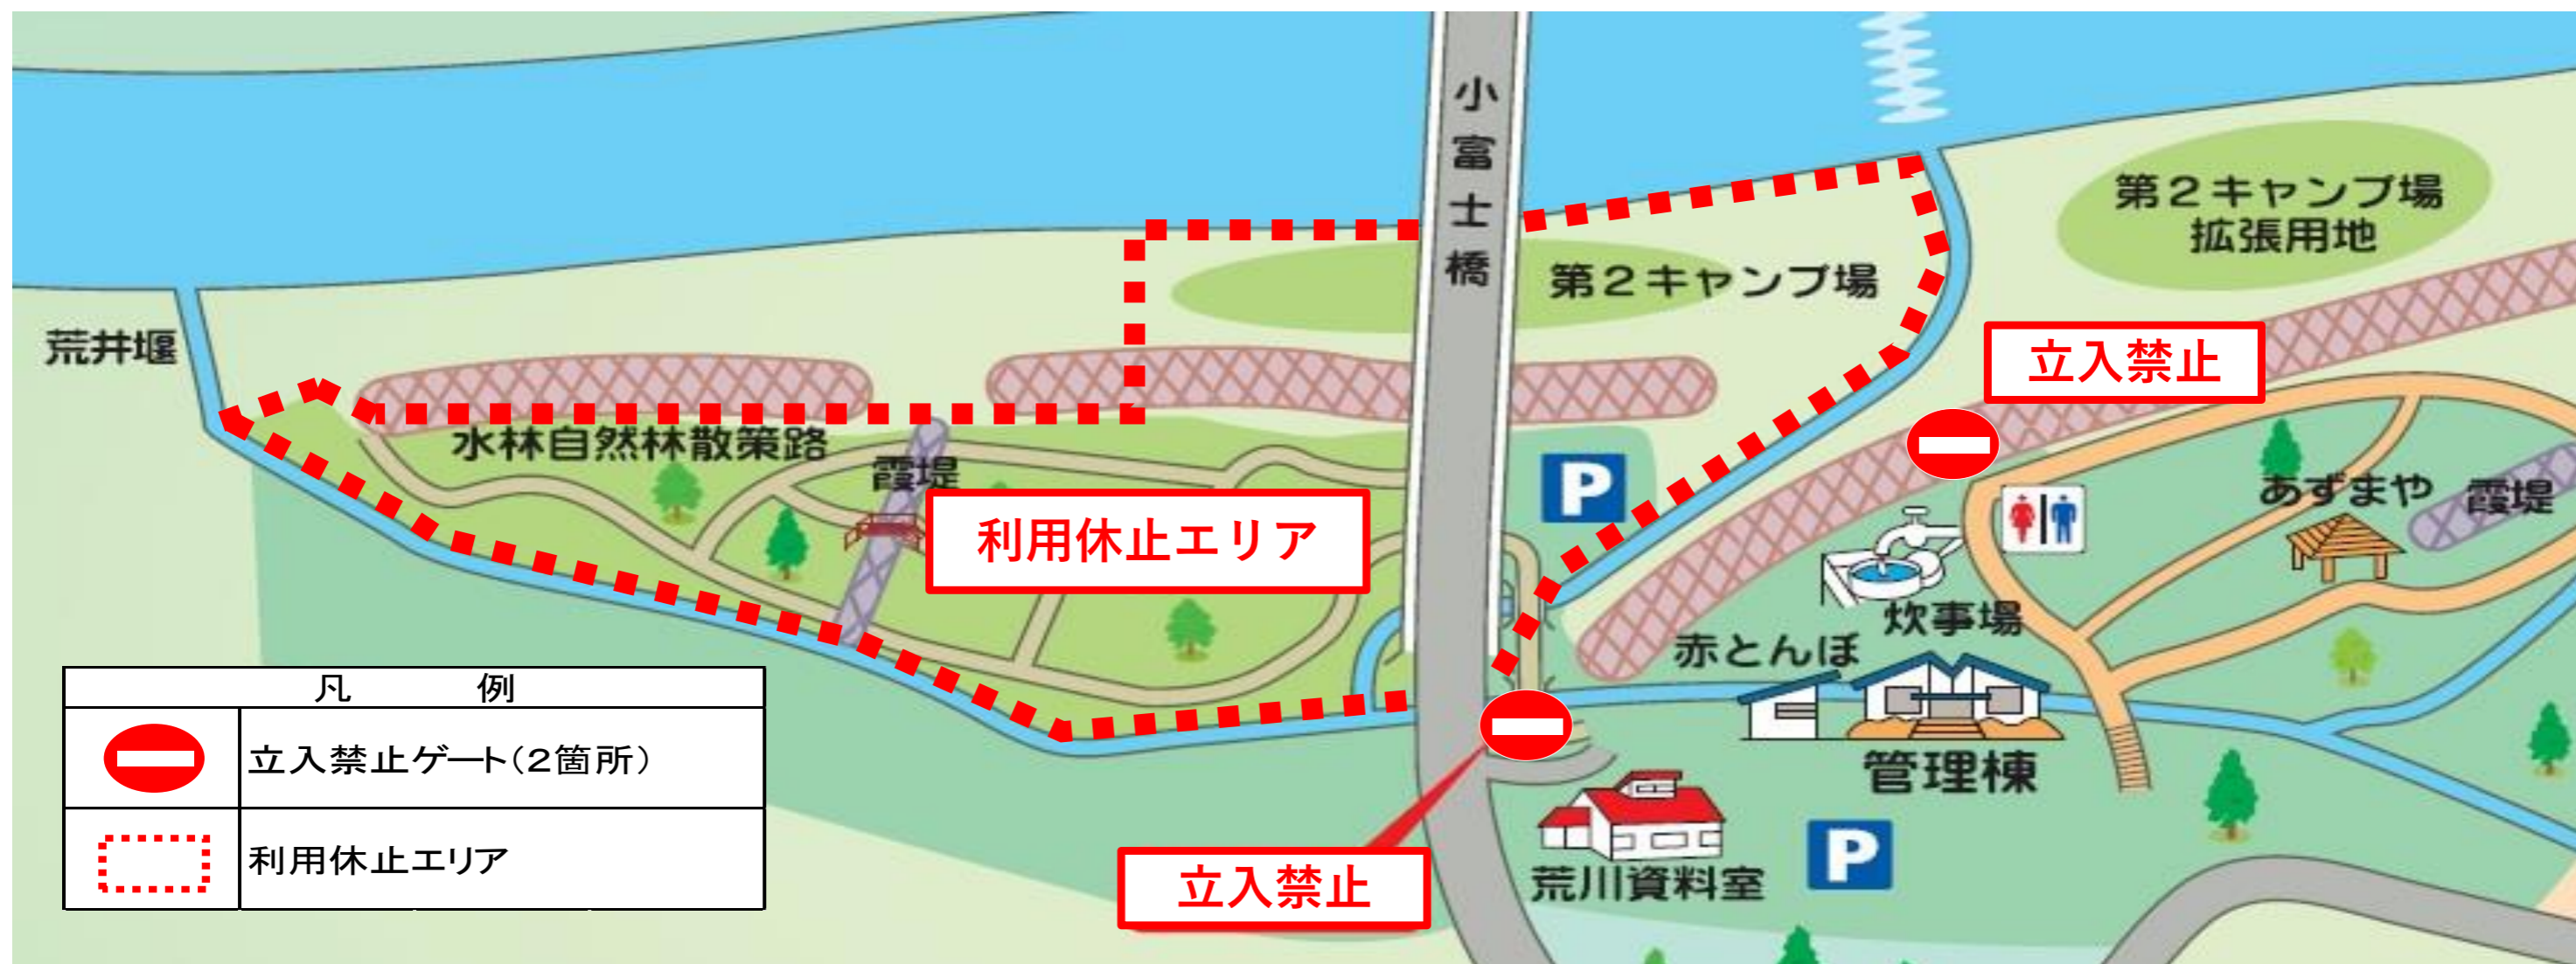 小富士橋
第2キャンプ場
拡張用地
第2キャンプ場
荒井堰
立入禁止
水林自然林散策路
霞堤
P
利用休止エリア
あずまや
霞堤
炊事場
赤とんぼ
管理棟
凡 例
立入禁止ゲート(2箇所)
利用休止エリア
立入禁止
荒川資料室
P